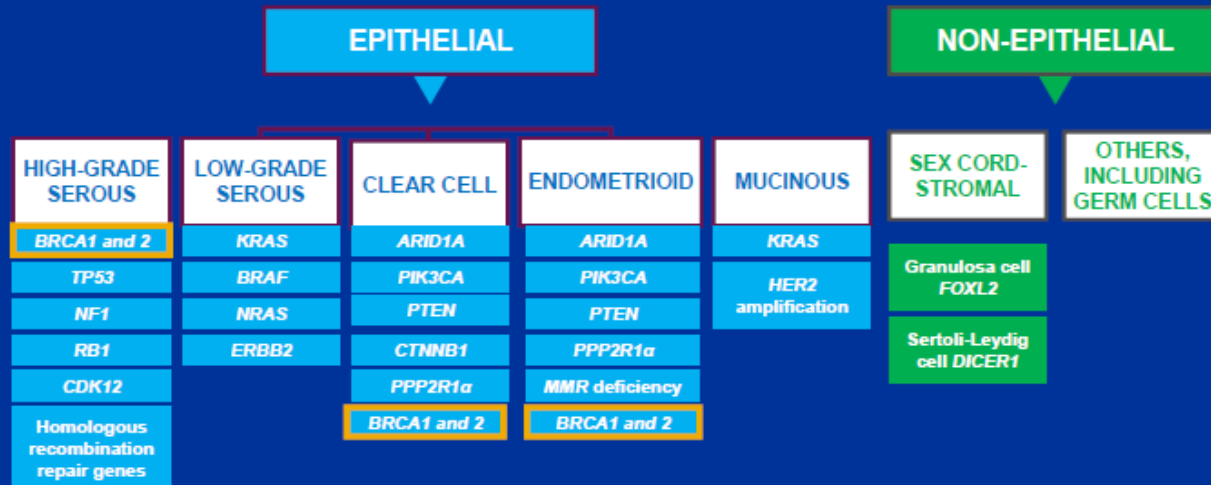 EPITHELIAL
NON-EPITHELIAL
HIGH-GRADE
SEROUS
BRCA1 and 2
TP53
NF1
RB1
CDK12
Homologous
recombination
repair genes
LOW-GRADE
SEROUS
KRAS
BRAF
NRAS
ERBB2
CLEAR CELL
ARID1A
PIK3CA
PTEN
CTNNB1
PPP2R1α
BRCA1 and 2
ENDOMETRIOID
ARID1A
PIK3CA
PTEN
PPP2R1α
MMR deficiency
BRCA1 and 2
MUCINOUS
KRAS
HER2
amplification
SEX CORD-
STROMAL
Granulosa cell
FOXL2
Sertoli-Leydig
cell DICER1
OTHERS,
INCLUDING
GERM CELLS